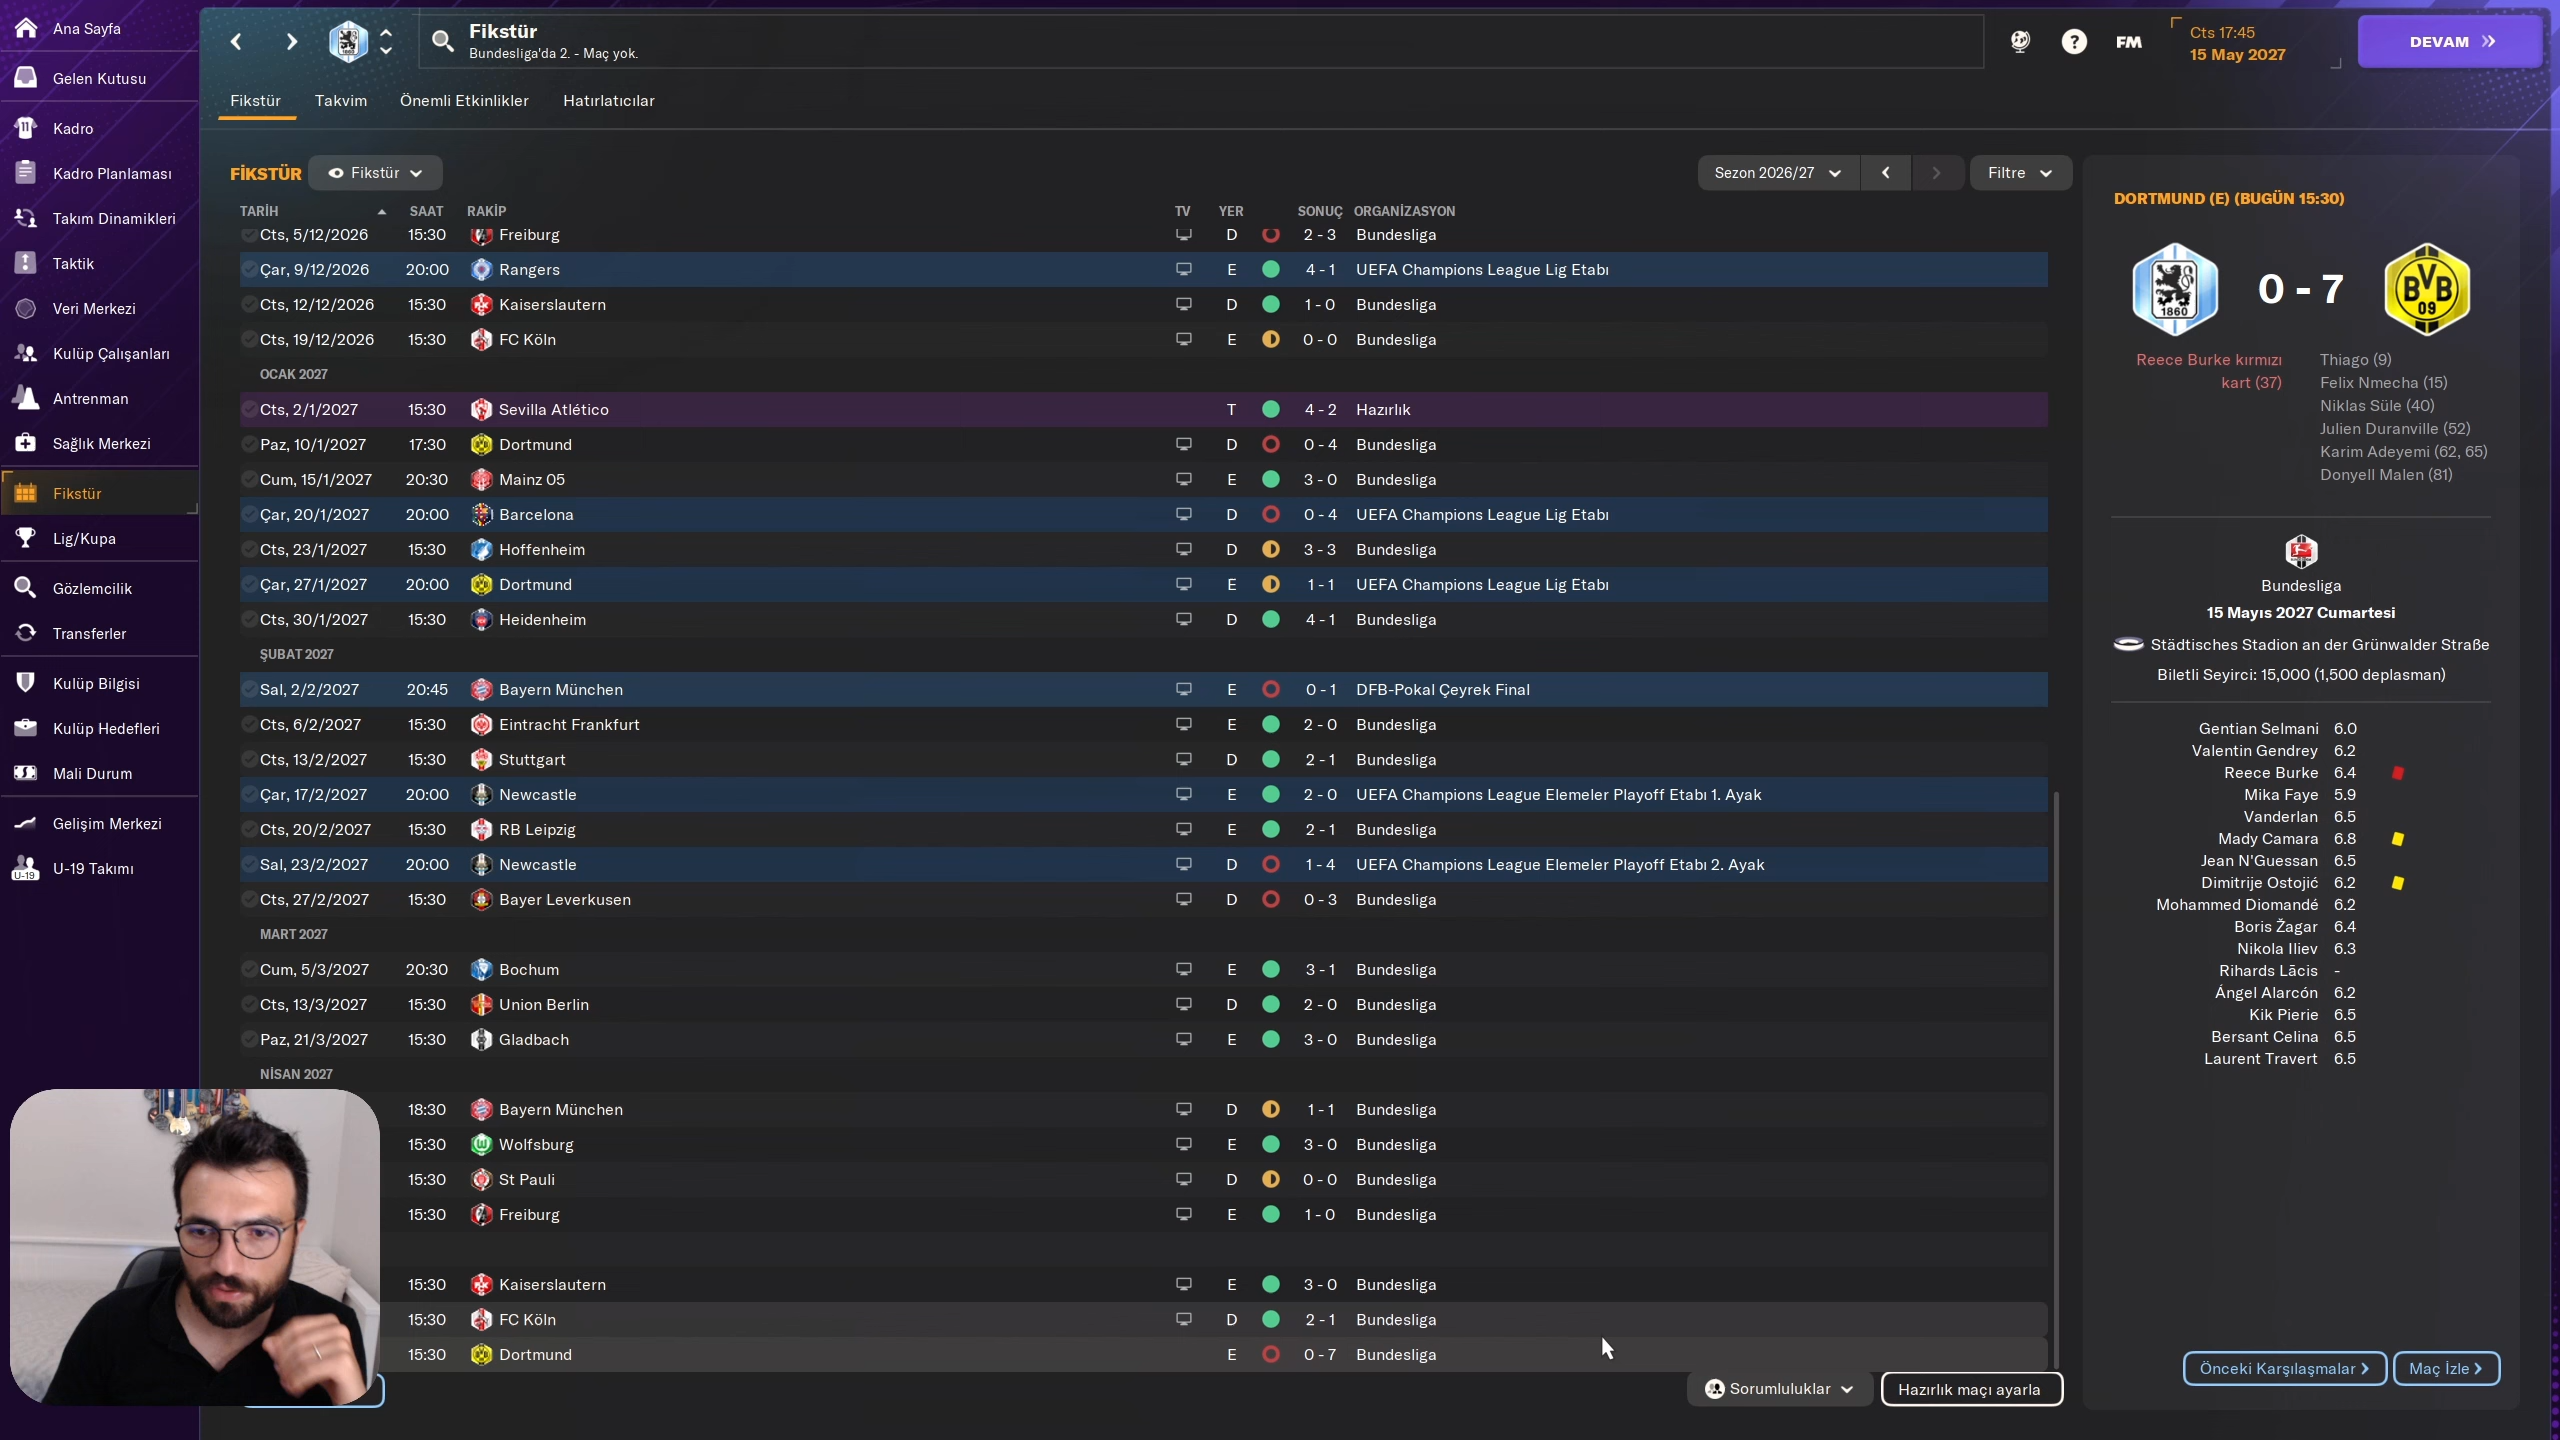 Ana Sayfa
Gelen Kutusu
Kadro
Kadro Planlaması
Takım Dinamikleri
Taktik
Veri Merkezi
Kulüp Çalışanları
Antrenman
Sağlık Merkezi
Fikstür
Lig/Kupa
Gözlemcilik
Transferler
Kulüp Bilgisi
Kulüp Hedefleri
Mali Durum
Gelişim Merkezi
U-19 U-19 Takımı
Fikstür
Bundesliga'da 2. - Maç yok.
FM
Cts 17:45
15 May 2027
DEVAM
Fikstür Takvim Önemli Etkinlikler Hatırlatıcılar
FİKSTÜR Fikstür Sezon 2026/27 Filtre
TARİH SAAT RAKİP TV YER SONUÇ ORGANİZASYON
Cts, 5/12/2026 15:30 Freiburg D 2 - 3 Bundesliga
Çar, 9/12/2026 20:00 Rangers E 4 - 1 UEFA Champions League Lig Etabı
Cts, 12/12/2026 15:30 Kaiserslautern D 1 - 0 Bundesliga
Cts, 19/12/2026 15:30 FC Köln E 0 - 0 Bundesliga
OCAK 2027
Cts, 2/1/2027 15:30 Sevilla Atlético T 4 - 2 Hazırlık
Paz, 10/1/2027 17:30 Dortmund D 0 - 4 Bundesliga
Cum, 15/1/2027 20:30 Mainz 05 E 3 - 0 Bundesliga
Çar, 20/1/2027 20:00 Barcelona D 0 - 4 UEFA Champions League Lig Etabı
Cts, 23/1/2027 15:30 Hoffenheim D 3 - 3 Bundesliga
Çar, 27/1/2027 20:00 Dortmund E 1 - 1 UEFA Champions League Lig Etabı
Cts, 30/1/2027 15:30 Heidenheim D 4 - 1 Bundesliga
ŞUBAT 2027
Sal, 2/2/2027 20:45 Bayern München E 0 - 1 DFB-Pokal Çeyrek Final
Cts, 6/2/2027 15:30 Eintracht Frankfurt E 2 - 0 Bundesliga
Cts, 13/2/2027 15:30 Stuttgart D 2 - 1 Bundesliga
Çar, 17/2/2027 20:00 Newcastle E 2 - 0 UEFA Champions League Elemeler Playoff Etabı 1. Ayak
Cts, 20/2/2027 15:30 RB Leipzig E 2 - 1 Bundesliga
Sal, 23/2/2027 20:00 Newcastle D 1 - 4 UEFA Champions League Elemeler Playoff Etabı 2. Ayak
Cts, 27/2/2027 15:30 Bayer Leverkusen D 0 - 3 Bundesliga
MART 2027
Cum, 5/3/2027 20:30 Bochum E 3 - 1 Bundesliga
Cts, 13/3/2027 15:30 Union Berlin D 2 - 0 Bundesliga
Paz, 21/3/2027 15:30 Gladbach E 3 - 0 Bundesliga
NİSAN 2027
18:30 Bayern München D 1 - 1 Bundesliga
15:30 Wolfsburg E 3 - 0 Bundesliga
15:30 St Pauli D 0 - 0 Bundesliga
15:30 Freiburg E 1 - 0 Bundesliga
15:30 Kaiserslautern E 3 - 0 Bundesliga
15:30 FC Köln D 2 - 1 Bundesliga
15:30 Dortmund E 0 - 7 Bundesliga
Sorumluluklar Hazırlık maçı ayarla
DORTMUND (E) (BUGÜN 15:30)
1860 0 - 7 BVB 09
Reece Burke kırmızı
kart (37)
Thiago (9)
Felix Nmecha (15)
Niklas Süle (40)
Julien Duranville (52)
Karim Adeyemi (62, 65)
Donyell Malen (81)
Bundesliga
15 Mayıs 2027 Cumartesi
Städtisches Stadion an der Grünwalder Straße
Biletli Seyirci: 15,000 (1,500 deplasman)
Gentian Selmani 6.0
Valentin Gendrey 6.2
Reece Burke 6.4
Mika Faye 5.9
Vanderlan 6.5
Mady Camara 6.8
Jean N'Guessan 6.5
Dimitrije Ostojić 6.2
Mohammed Diomandé 6.2
Boris Žagar 6.4
Nikola Iliev 6.3
Rihards Lācis -
Ángel Alarcón 6.2
Kik Pierie 6.5
Bersant Celina 6.5
Laurent Travert 6.5
Önceki Karşılaşmalar Maç İzle